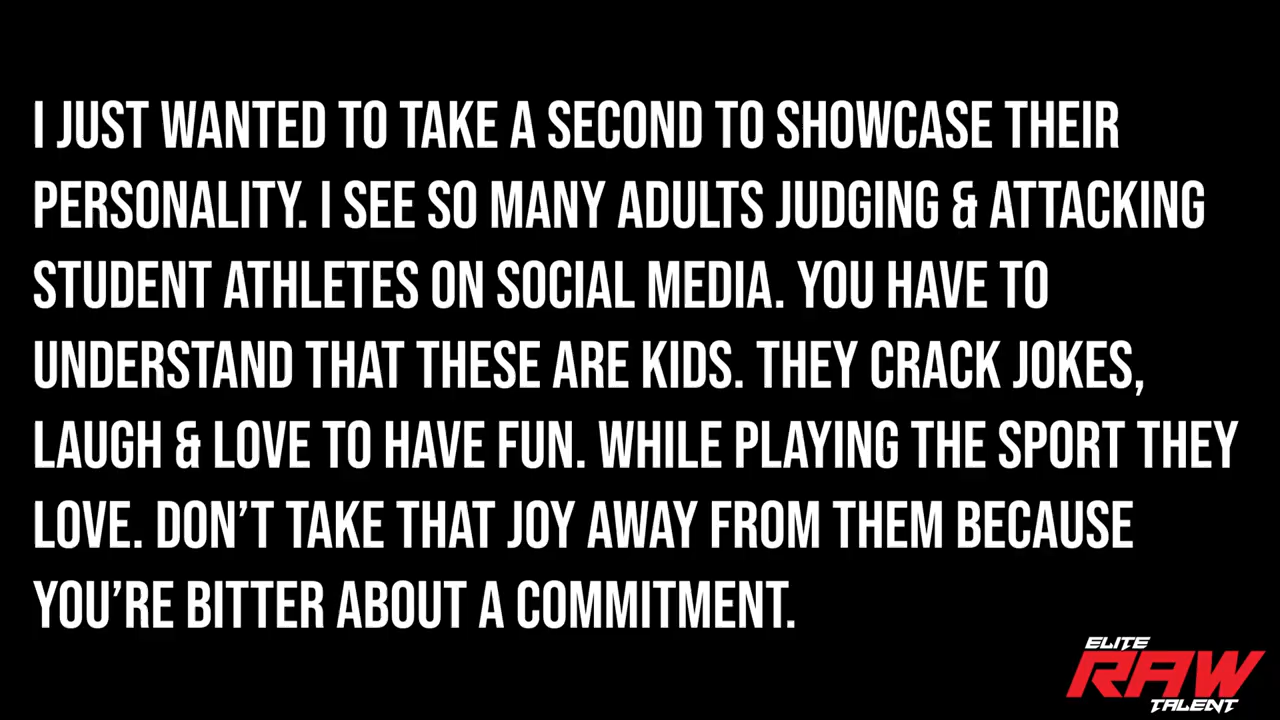 I JUST WANTED TO TAKE A SECOND TO SHOWCASE THEIR
PERSONALITY. I SEE SO MANY ADULTS JUDGING & ATTACKING
STUDENT ATHLETES ON SOCIAL MEDIA. YOU HAVE TO
UNDERSTAND THAT THESE ARE KIDS. THEY CRACK JOKES,
LAUGH & LOVE TO HAVE FUN. WHILE PLAYING THE SPORT THEY
LOVE. DON’T TAKE THAT JOY AWAY FROM THEM BECAUSE
YOU’RE BITTER ABOUT A COMMITMENT.
ELITE
RAW
TALENT